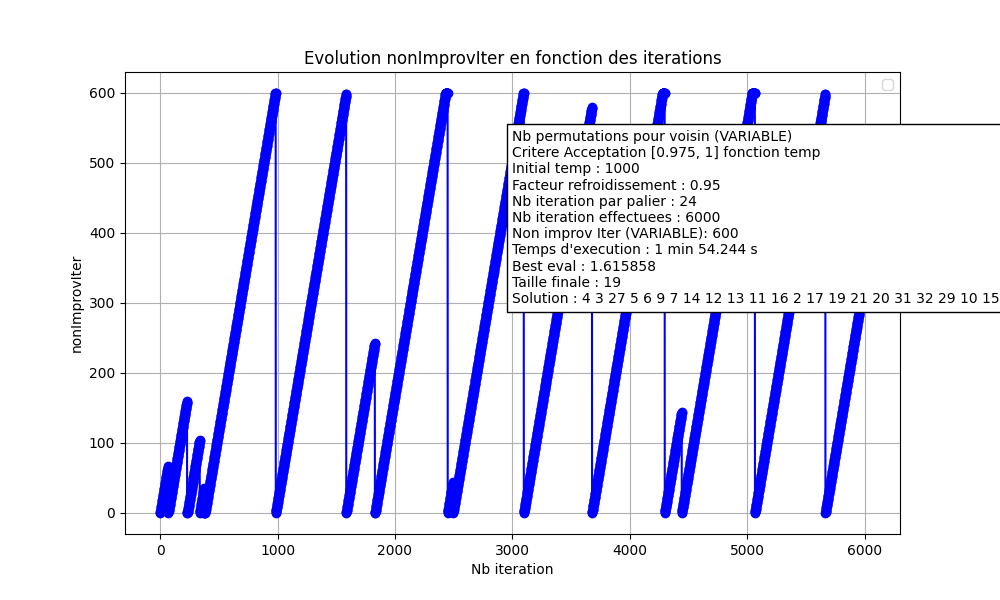 Evolution nonImprovIter en fonction des iterations
600
500
400
300
200
100
0
nonImprovIter
Nb permutations pour voisin (VARIABLE)
Critere Acceptation [0.975, 1] fonction temp
Initial temp : 1000
Facteur refroidissement : 0.95
Nb iteration par palier : 24
Nb iteration effectuees : 6000
Non improv Iter (VARIABLE): 600
Temps d'execution : 1 min 54.244 s
Best eval : 1.615858
Taille finale : 19
Solution : 4 3 27 5 6 9 7 14 12 13 11 16 2 17 19 21 20 31 32 29 10 15
0 1000 2000 3000 4000 5000 6000
Nb iteration